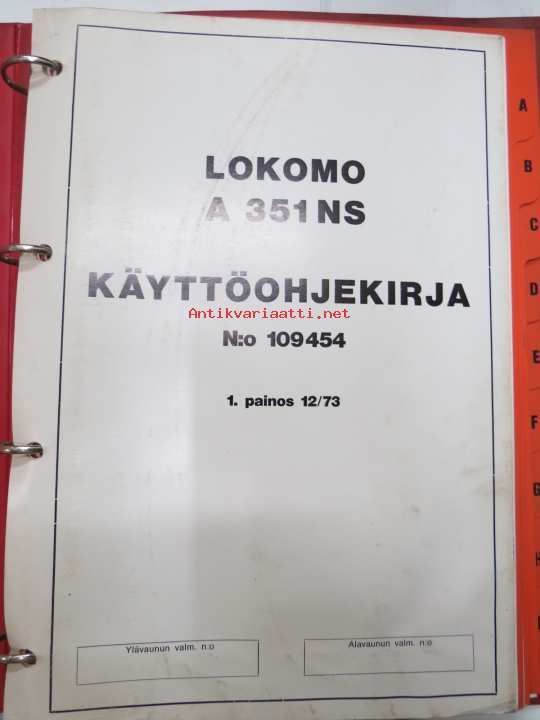 LOKOMO
A 351 NS
KÄYTTÖOHJEKIRJA
Antikvariaatti.net
N:o 109454
1. painos 12/73
Ylävaunun valm. n:o
Alavaunun valm. n:o
A
B
C
D
E
F
G
H